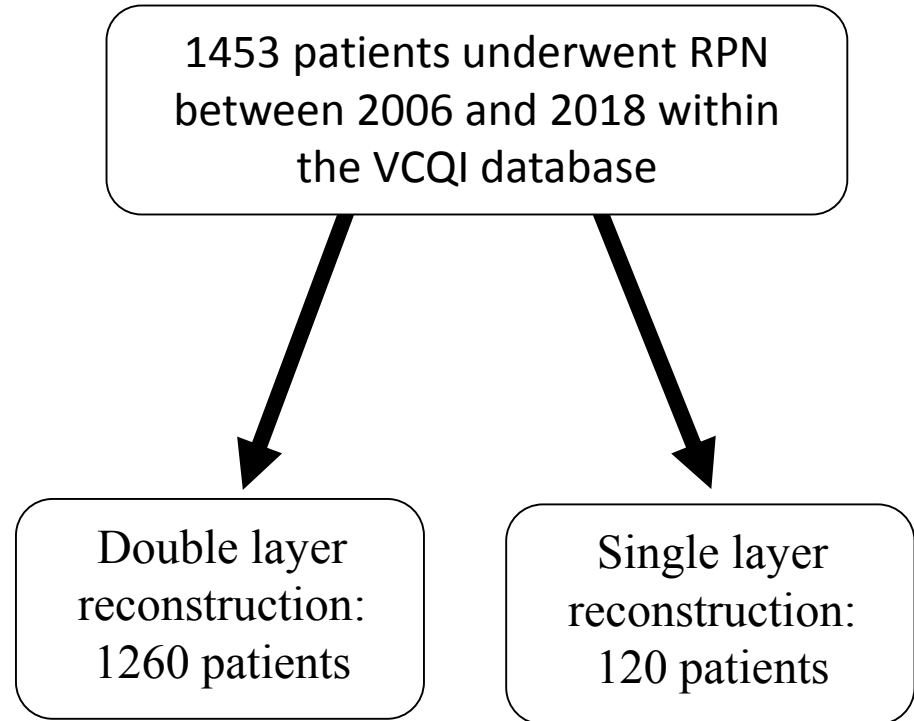 1453 patients underwent RPN
between 2006 and 2018 within
the VCQI database
Double layer
reconstruction:
1260 patients
Single layer
reconstruction:
120 patients